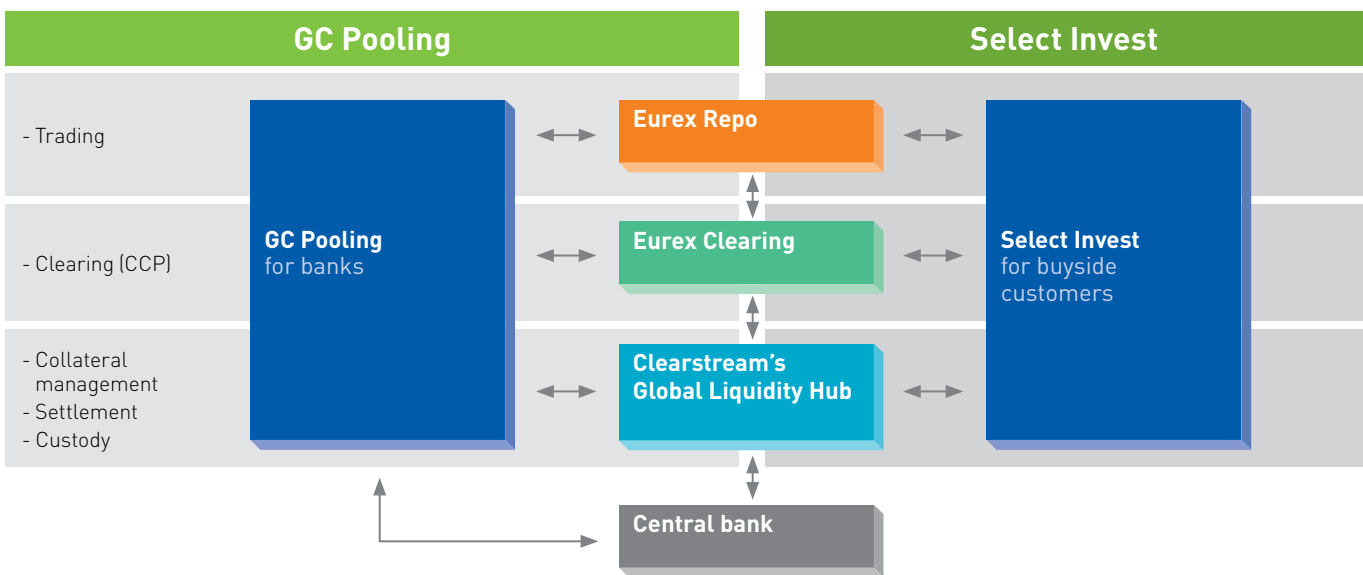 GC Pooling
Select Invest
- Trading
Eurex Repo
- Clearing (CCP)
GC Pooling
for banks
Eurex Clearing
Select Invest
for buyside
customers
- Collateral
management
- Settlement
- Custody
Clearstream’s
Global Liquidity Hub
Central bank